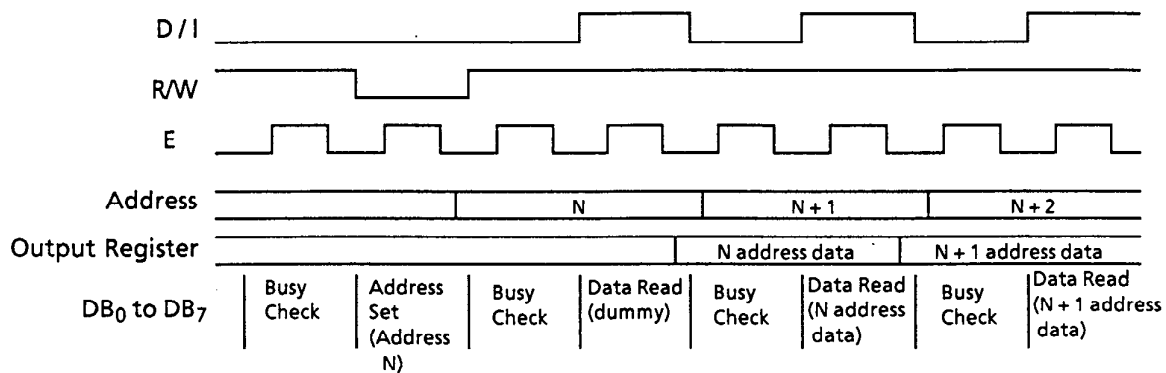 D / I
R/W
E
Address N N + 1 N + 2
Output Register N address data N + 1 address data
DB0 to DB7
Busy
Check
Address
Set
(Address
N)
Busy
Check
Data Read
(dummy)
Busy
Check
Data Read
(N address
data)
Busy
Check
Data Read
(N + 1 address
data)